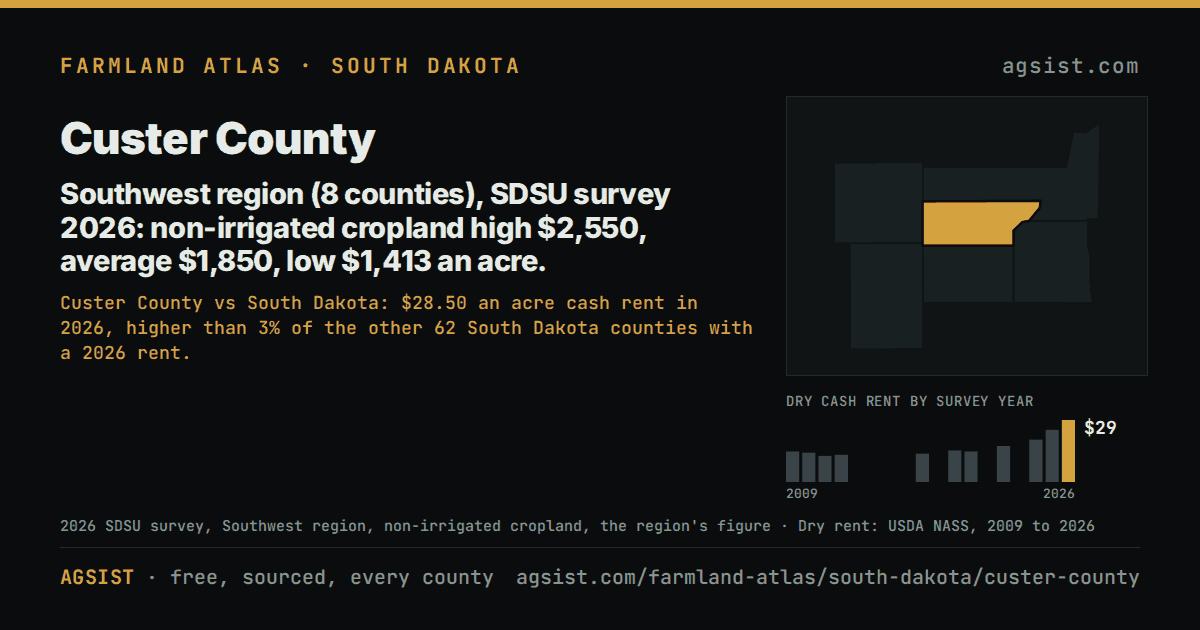 FARMLAND ATLAS · SOUTH DAKOTA
agsist.com
Custer County
Southwest region (8 counties), SDSU survey
2026: non-irrigated cropland high $2,550,
average $1,850, low $1,413 an acre.
Custer County vs South Dakota: $28.50 an acre cash rent in
2026, higher than 3% of the other 62 South Dakota counties with
a 2026 rent.
DRY CASH RENT BY SURVEY YEAR
$29
2009
2026
2026 SDSU survey, Southwest region, non-irrigated cropland, the region's figure · Dry rent: USDA NASS, 2009 to 2026
AGSIST · free, sourced, every county
agsist.com/farmland-atlas/south-dakota/custer-county